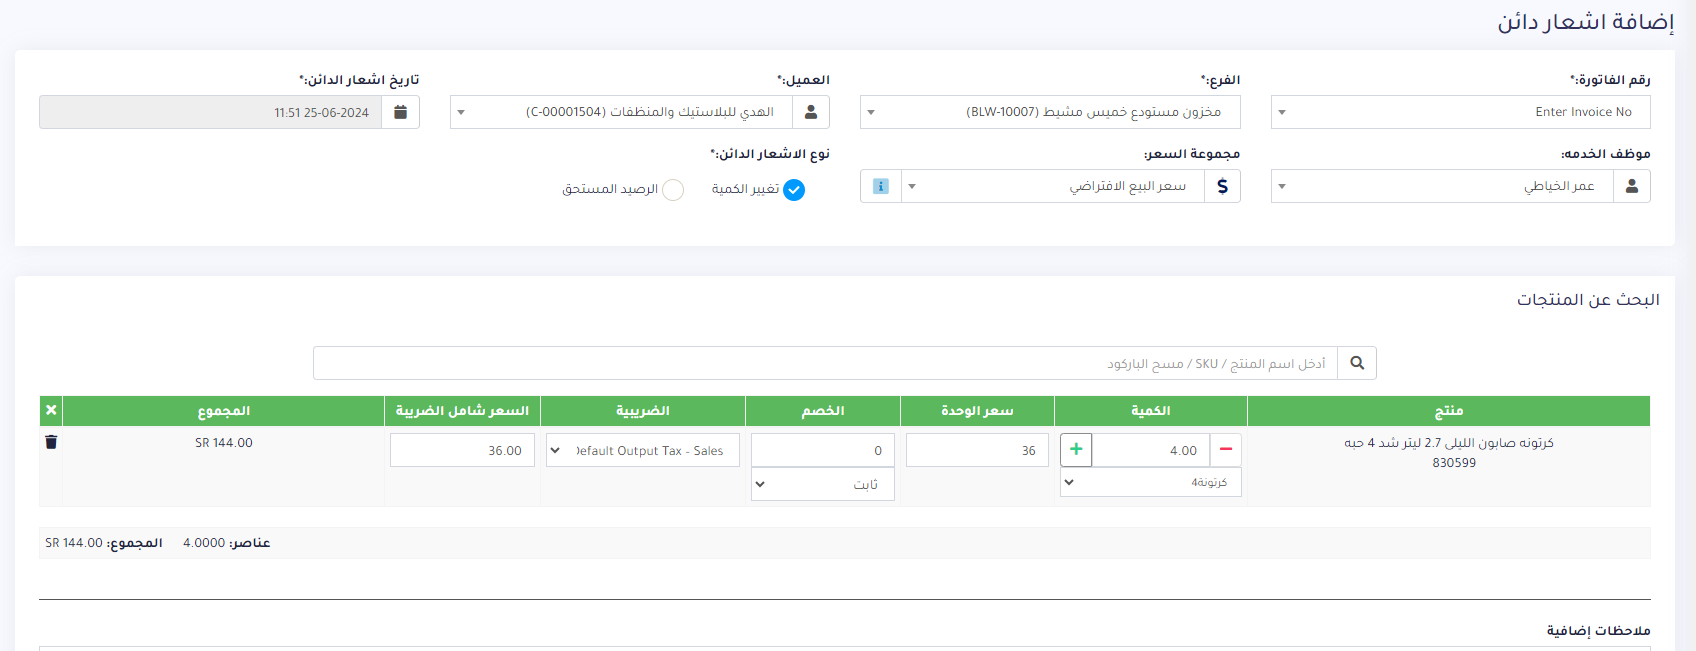 إضافة اشعار دائن
رقم الفاتورة:*
الفرع:*
العميل:*
تاريخ اشعار الدائن:*
Enter Invoice No
مخزون مستودع خميس مشيط (BLW-10007)
الهدي للبلاستيك والمنظفات (C-00001504)
11:51 25-06-2024
موظف الخدمه:
مجموعة السعر:
نوع الاشعار الدائن:*
عمر الخياطي
سعر البيع الافتراضي
تغيير الكمية
الرصيد المستحق
البحث عن المنتجات
أدخل اسم المنتج / SKU / مسح الباركود
منتج
الكمية
سعر الوحدة
الخصم
الضريبية
السعر شامل الضريبة
المجموع
كرتونه صابون الليلى 2.7 ليتر شد 4 حبه
830599
4.00
كرتونة4
36
0
ثابت
Default Output Tax - Sales
36.00
SR 144.00
عناصر: 4.0000 المجموع: SR 144.00
ملاحظات إضافية